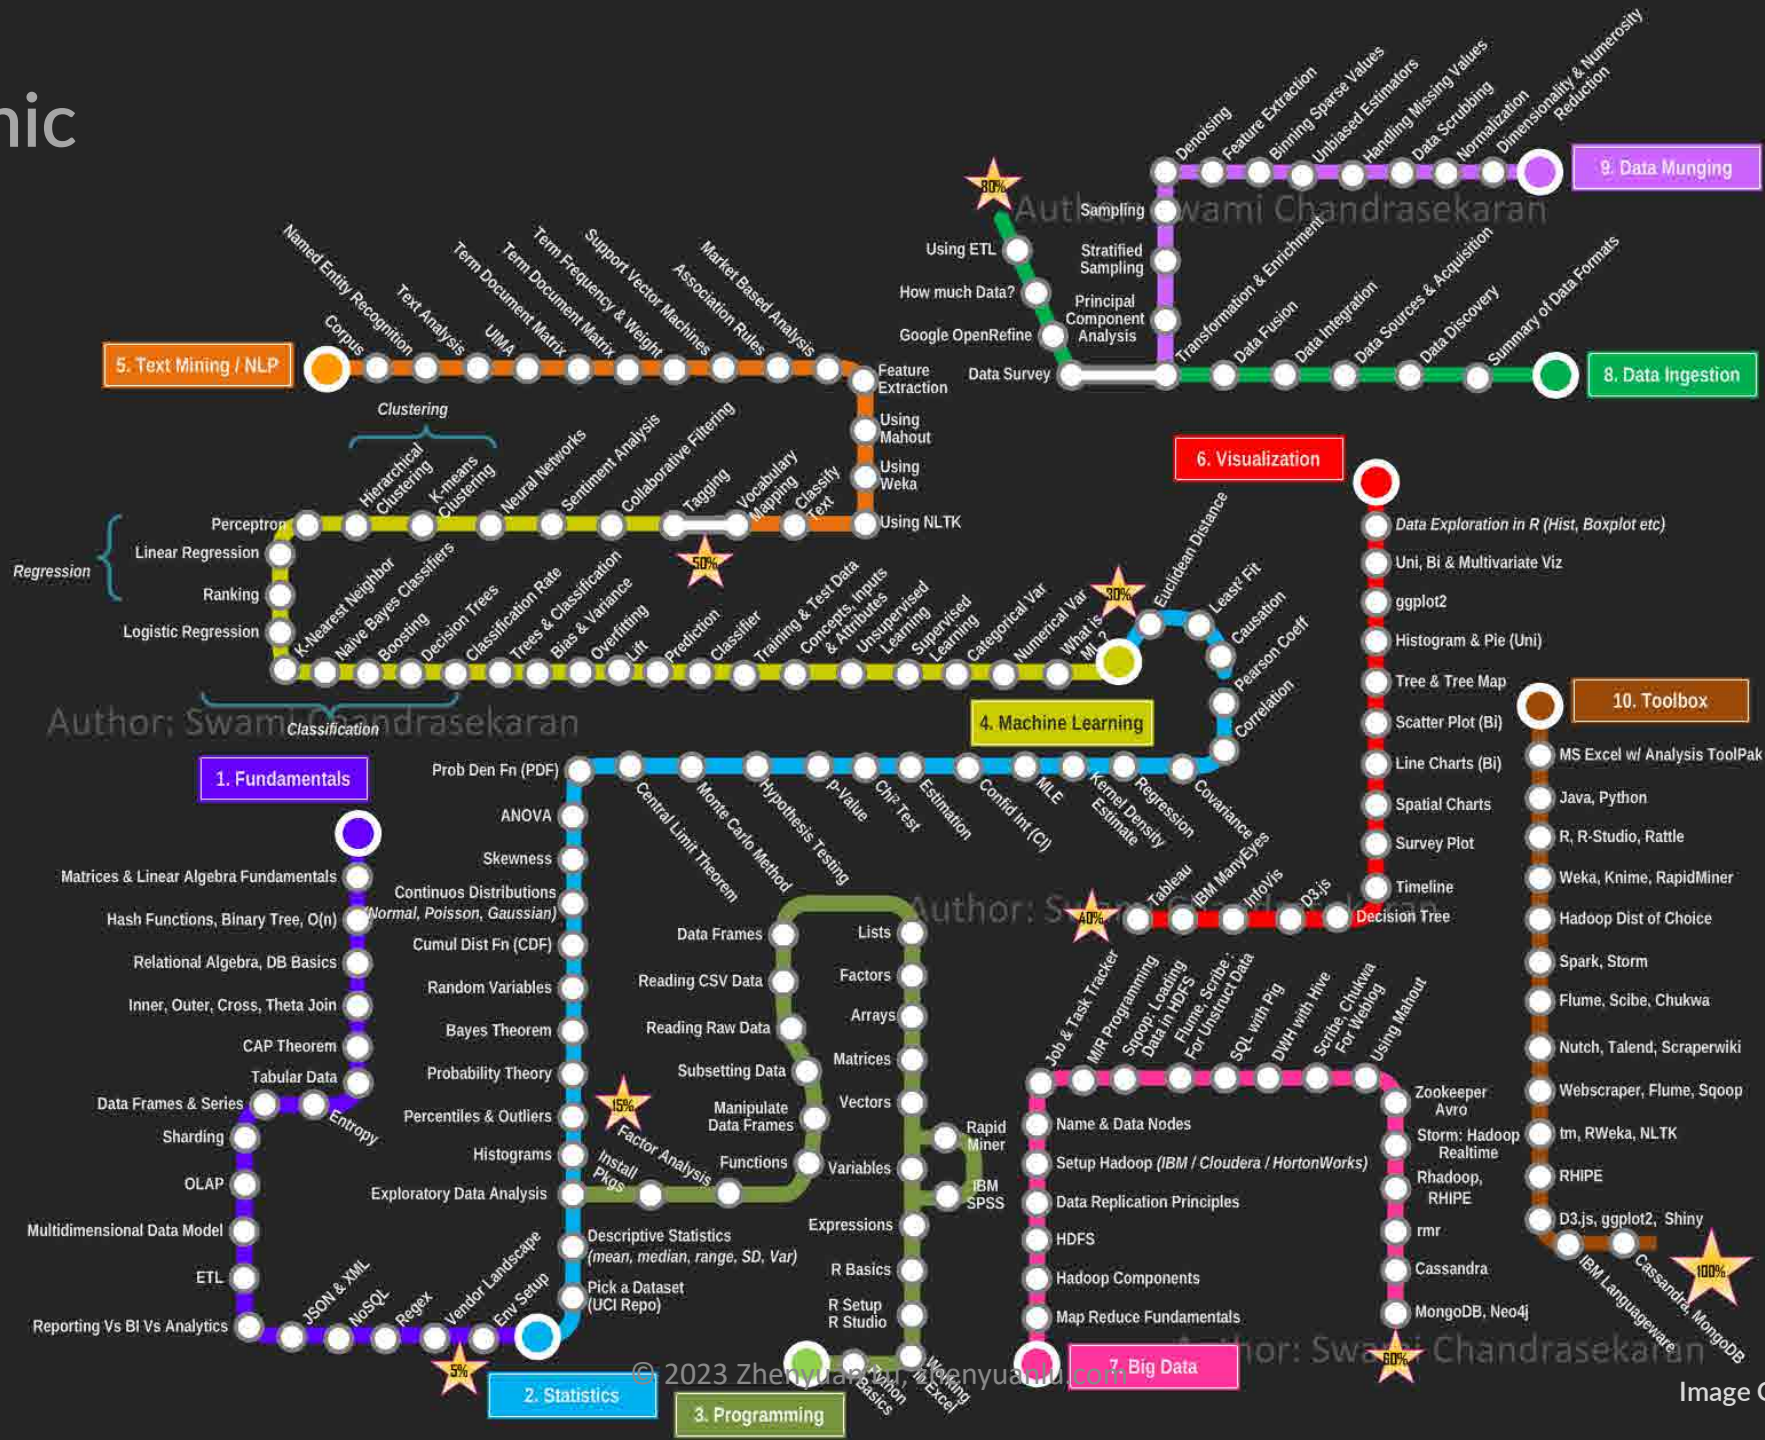 nic
Author: Swami Chandrasekaran
9. Data Munging
Denoising
Feature Extraction
Binning Sparse Values
Unbiased Estimators
Handling Missing Values
Data Scrubbing
Normalization
Dimensionality & Numerosity
Reduction
Sampling
Stratified
Sampling
Principal
Component
Analysis
80%
Using ETL
How much Data?
Google OpenRefine
Data Survey
Transformation & Enrichment
Data Fusion
Data Integration
Data Sources & Acquisition
Data Discovery
Summary of Data Formats
8. Data Ingestion
5. Text Mining / NLP
Corpus
Named Entity Recognition
Text Analysis
UIMA
Term Document Matrix
Term Document Matrix
Term Frequency & Weight
Support Vector Machines
Association Rules
Market Based Analysis
Feature
Extraction
Using
Mahout
Using
Weka
Using NLTK
Classify
Text
Vocabulary
Mapping
50%
Tagging
Collaborative Filtering
Sentiment Analysis
Neural Networks
K-means
Clustering
Hierarchical
Clustering
Clustering
Perceptron
Linear Regression
Ranking
Logistic Regression
Regression
K-Nearest Neighbor
Naive Bayes Classifiers
Boosting
Decision Trees
Classification Rate
Trees & Classification
Bias & Variance
Overfitting
Lift
Prediction
Classifier
Training & Test Data
Concepts, Inputs
& Attributes
Unsupervised
Learning
Supervised
Learning
Categorical Var
Numerical Var
What is
ML?
30%
Classification
Author: Swami Chandrasekaran
4. Machine Learning
Euclidean Distance
Least² Fit
Causation
Pearson Coeff
Correlation
Covariance
Regression
Kernel Density
Estimate
MLE
Confid Int (CI)
Estimation
Chi² Test
p-Value
Hypothesis Testing
Monte Carlo Method
Central Limit Theorem
Prob Den Fn (PDF)
ANOVA
Skewness
Continuos Distributions
(Normal, Poisson, Gaussian)
Cumul Dist Fn (CDF)
Random Variables
Bayes Theorem
Probability Theory
Percentiles & Outliers
Histograms
Exploratory Data Analysis
Descriptive Statistics
(mean, median, range, SD, Var)
Pick a Dataset
(UCI Repo)
2. Statistics
1. Fundamentals
Matrices & Linear Algebra Fundamentals
Hash Functions, Binary Tree, O(n)
Relational Algebra, DB Basics
Inner, Outer, Cross, Theta Join
CAP Theorem
Tabular Data
Entropy
Data Frames & Series
Sharding
OLAP
Multidimensional Data Model
ETL
Reporting Vs BI Vs Analytics
JSON & XML
NoSQL
Regex
Vendor Landscape
Env Setup
5%
15%
Install
Pkgs
Factor Analysis
Functions
Manipulate
Data Frames
Subsetting Data
Reading Raw Data
Reading CSV Data
Data Frames
Lists
Factors
Arrays
Matrices
Vectors
Variables
Rapid
Miner
IBM
SPSS
Expressions
R Basics
R Setup
R Studio
Excel
Basics
3. Programming
© 2023 Zhenyuan Lu, zhenyuanlu.com
6. Visualization
Data Exploration in R (Hist, Boxplot etc)
Uni, Bi & Multivariate Viz
ggplot2
Histogram & Pie (Uni)
Tree & Tree Map
Scatter Plot (Bi)
Line Charts (Bi)
Spatial Charts
Survey Plot
Timeline
Decision Tree
D3.js
InfoVis
IBM ManyEyes
Tableau
40%
Author: Swami Chandrasekaran
Job & Task Tracker
M/R Programming
Sqoop: Loading
Data in HDFS
Flume, Scribe :
For Unstruct Data
SQL with Pig
DWH with Hive
Scribe, Chukwa
For Weblog
Using Mahout
Zookeeper
Avro
Storm: Hadoop
Realtime
Rhadoop,
RHIPE
rmr
Cassandra
MongoDB, Neo4j
60%
Name & Data Nodes
Setup Hadoop (IBM / Cloudera / HortonWorks)
Data Replication Principles
HDFS
Hadoop Components
Map Reduce Fundamentals
7. Big Data
Author: Swami Chandrasekaran
10. Toolbox
MS Excel w/ Analysis ToolPak
Java, Python
R, R-Studio, Rattle
Weka, Knime, RapidMiner
Hadoop Dist of Choice
Spark, Storm
Flume, Scibe, Chukwa
Nutch, Talend, Scraperwiki
Webscraper, Flume, Sqoop
tm, RWeka, NLTK
RHIPE
D3.js, ggplot2, Shiny
IBM Languageware
Cassandra, MongoDB
100%
Image